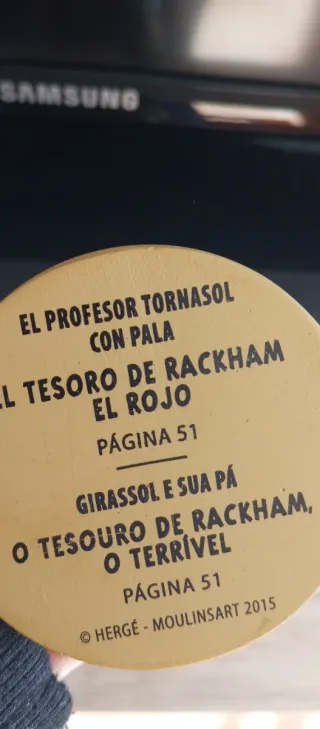 SAMSUNG
EL PROFESOR TORNASOL
CON PALA
EL TESORO DE RACKHAM
EL ROJO
PÁGINA 51
GIRASSOL E SUA PÁ
O TESOURO DE RACKHAM,
O TERRÍVEL
PÁGINA 51
© HERGÉ - MOULINSART 2015